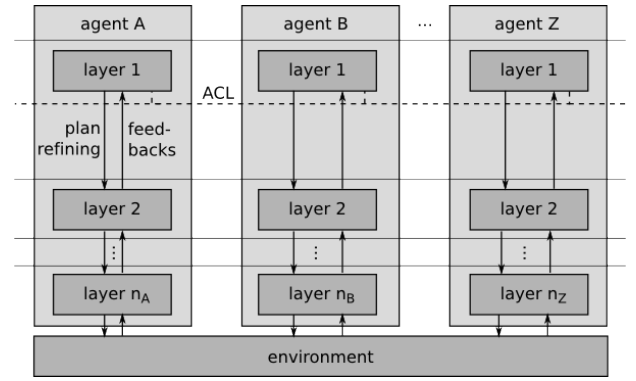 agent A agent B ... agent Z
layer 1 layer 1 layer 1
ACL
plan feed-
refining backs
layer 2 layer 2 layer 2
... ... ...
layer nA layer nB layer nZ
environment